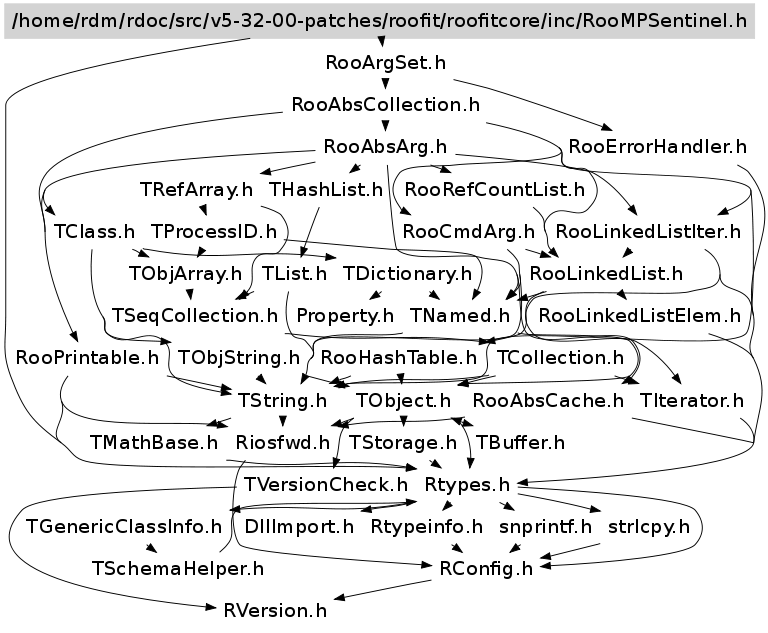 /home/rdm/rdoc/src/v5-32-00-patches/roofit/roofitcore/inc/RooMPSentinel.h
RooArgSet.h
RooAbsCollection.h
RooAbsArg.h RooErrorHandler.h
TRefArray.h THashList.h RooRefCountList.h
TClass.h TProcessID.h RooCmdArg.h RooLinkedListIter.h
TObjArray.h TList.h TDictionary.h RooLinkedList.h
TSeqCollection.h Property.h TNamed.h RooLinkedListElem.h
RooPrintable.h TObjString.h RooHashTable.h TCollection.h
TString.h TObject.h RooAbsCache.h TIterator.h
TMathBase.h Riosfwd.h TStorage.h TBuffer.h
TVersionCheck.h Rtypes.h
TGenericClassInfo.h DllImport.h Rtypeinfo.h snprintf.h strlcpy.h
TSchemaHelper.h RConfig.h
RVersion.h